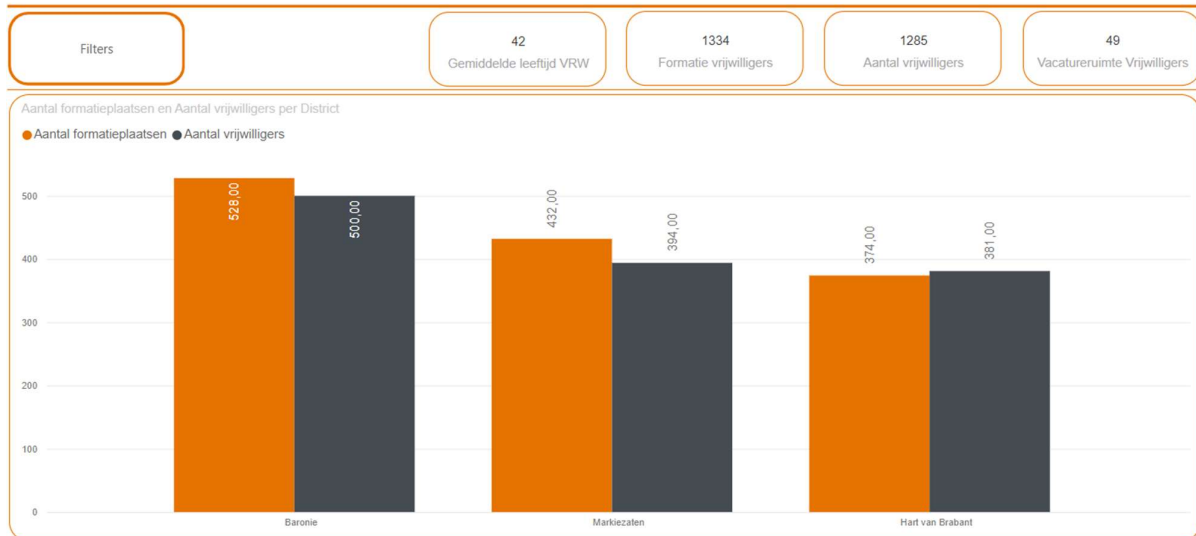 Filters
42
Gemiddelde leeftijd VRW
1334
Formatie vrijwilligers
1285
Aantal vrijwilligers
49
Vacatureruimte Vrijwilligers
Aantal formatieplaatsen en Aantal vrijwilligers per District
Aantal formatieplaatsen Aantal vrijwilligers
500
400
300
200
100
0
528,00
500,00
432,00
394,00
374,00
381,00
Baronie
Markiezaten
Hart van Brabant